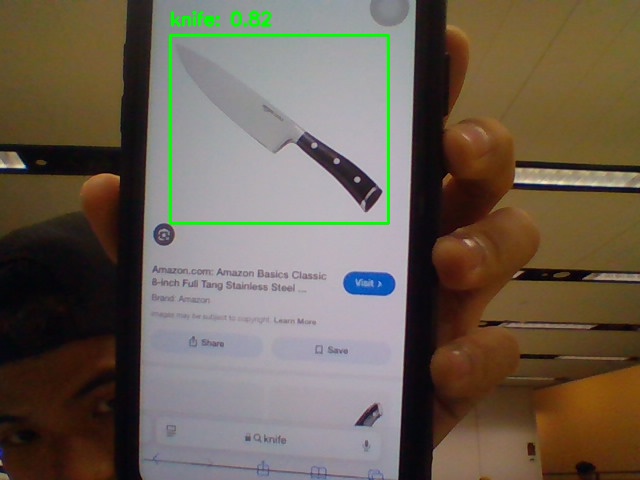 knife: 0.82
Amazon.com: Amazon Basics Classic
8-inch Full Tang Stainless Steel ...
Visit >
Brand: Amazon
Images may be subject to copyright. Learn More
Share
Save
knife